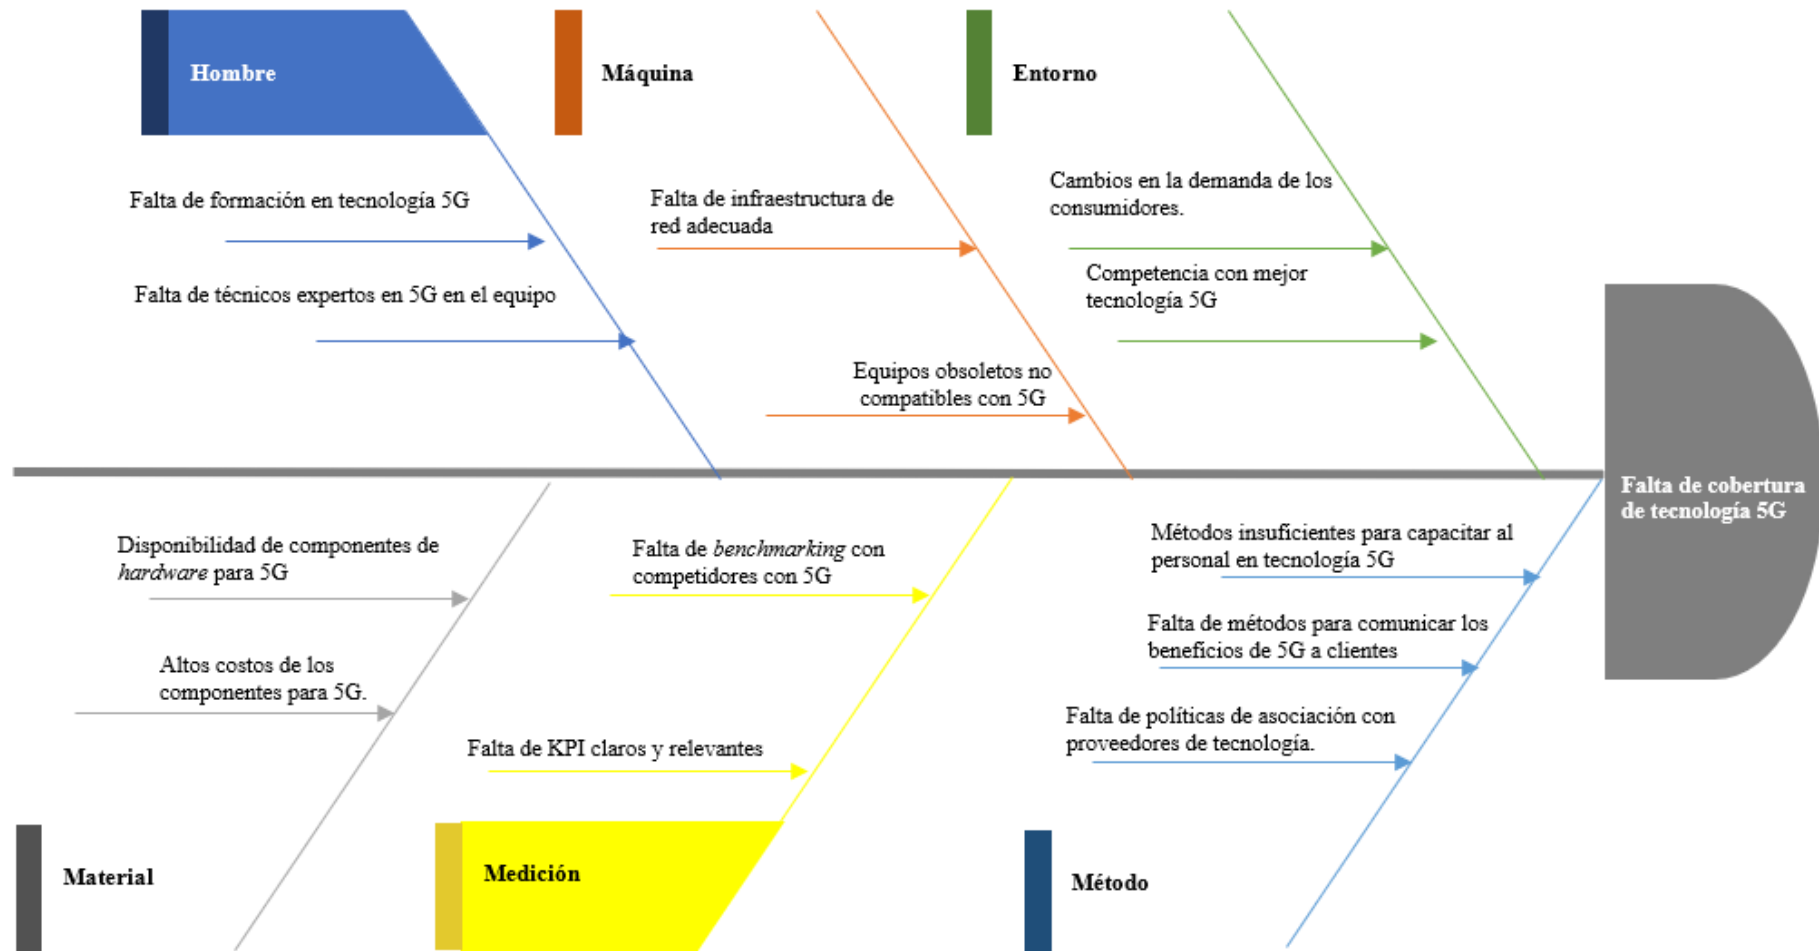 Hombre
Máquina
Entorno
Falta de formación en tecnología 5G
Falta de técnicos expertos en 5G en el equipo
Falta de infraestructura de
red adecuada
Equipos obsoletos no
compatibles con 5G
Cambios en la demanda de los
consumidores.
Competencia con mejor
tecnología 5G
Falta de cobertura
de tecnología 5G
Disponibilidad de componentes de
hardware para 5G
Altos costos de los
componentes para 5G.
Falta de benchmarking con
competidores con 5G
Falta de KPI claros y relevantes
Métodos insuficientes para capacitar al
personal en tecnología 5G
Falta de métodos para comunicar los
beneficios de 5G a clientes
Falta de políticas de asociación con
proveedores de tecnología.
Material
Medición
Método